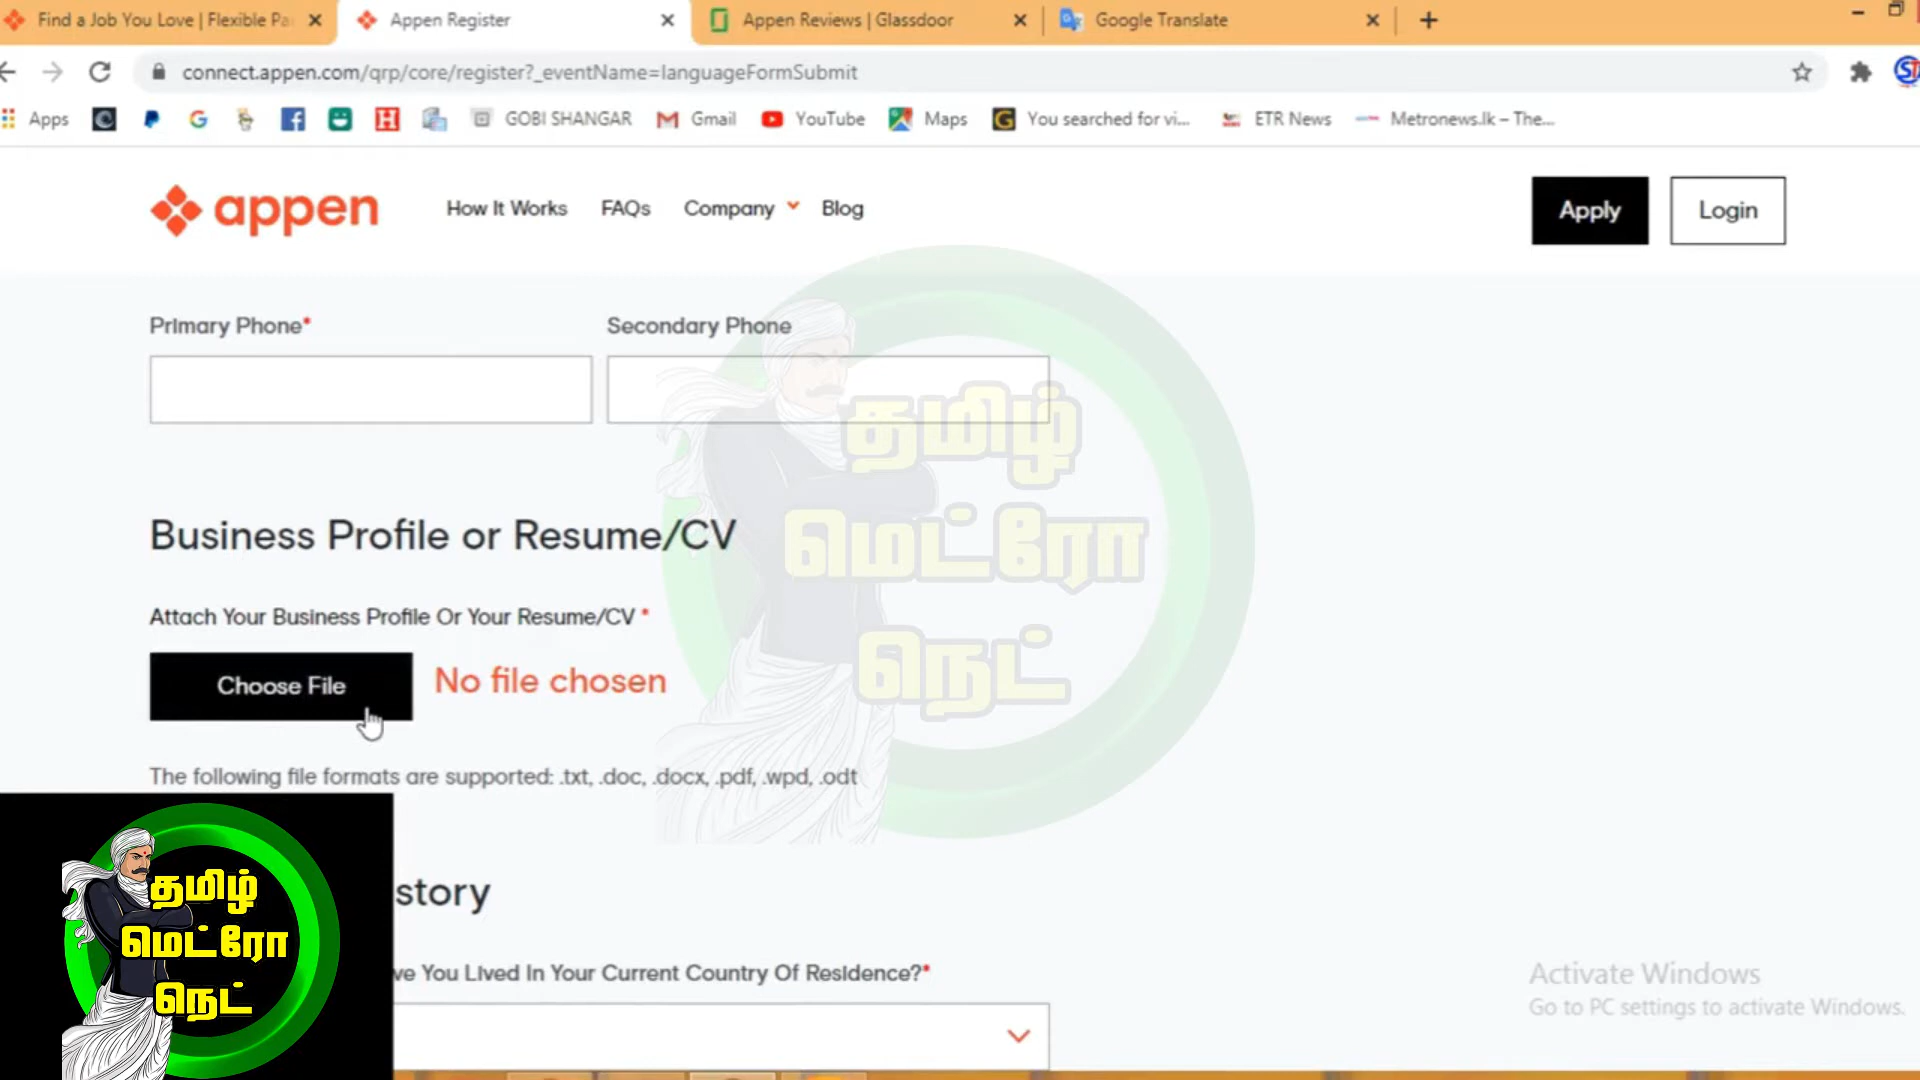 Find a Job You Love | Flexible Pa
Appen Register
Appen Reviews | Glassdoor
Google Translate
connect.appen.com/qrp/core/register?_eventName=languageFormSubmit
Apps
GOBI SHANGAR
Gmail
YouTube
Maps
You searched for vi...
ETR News
Metronews.lk – The...
appen
How It Works
FAQs
Company
Blog
Apply
Login
Primary Phone*
Secondary Phone
தமிழ்
மெட்ரோ
நெட்
Business Profile or Resume/CV
Attach Your Business Profile Or Your Resume/CV *
Choose File
No file chosen
The following file formats are supported: .txt, .doc, .docx, .pdf, .wpd, .odt
story
ve You Lived In Your Current Country Of Residence?*
தமிழ்
மெட்ரோ
நெட்
Activate Windows
Go to PC settings to activate Windows.